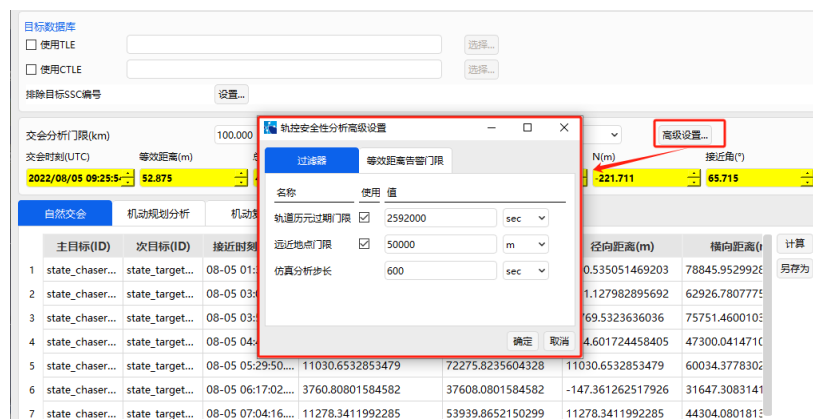 目标数据库
使用TLE 选择...
使用CTLE 选择...
排除目标SSC编号 设置...
交会分析门限(km) 100.000 高级设置...
交会时刻(UTC) 等效距离(m) N(m) 接近角(°)
2022/08/05 09:25:5 52.875 -221.711 65.715
轨控安全性分析高级设置
过滤器 等效距离告警门限
名称 使用 值
轨道历元过期门限 2592000 sec
远近地点门限 50000 m
仿真分析步长 600 sec
确定 取消
自然交会 机动规划分析
主目标(ID) 次目标(ID) 接近时刻 径向距离(m) 横向距离(
计算
另存为
1 state_chaser... state_target... 08-05 01: 0.535051469203 78845.9529928
2 state_chaser... state_target... 08-05 03: 1.127982895692 62926.7807775
3 state_chaser... state_target... 08-05 03: 769.5323636036 75751.4600103
4 state_chaser... state_target... 08-05 04: 4.601724458405 47300.0414710
5 state_chaser... state_target... 08-05 05:29:50.... 11030.6532853479 72275.8235604328 11030.6532853479 60034.3778302
6 state_chaser... state_target... 08-05 06:17:02.... 3760.80801584582 37608.0801584582 -147.361262517926 31647.3083141
7 state_chaser... state_target... 08-05 07:04:16.... 11278.3411992285 53939.8652150299 11278.3411992285 44304.0801813